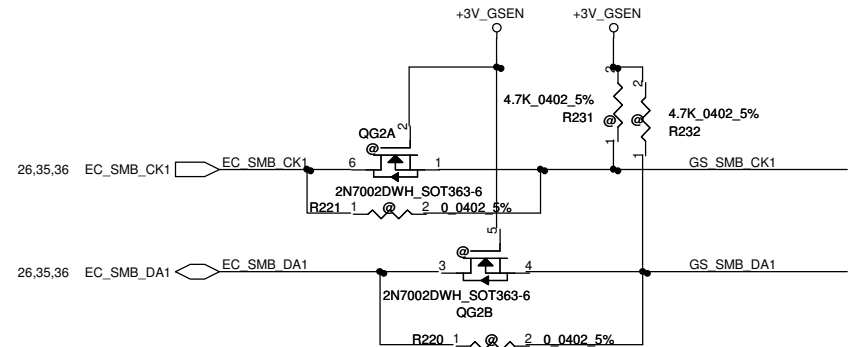 +3V_GSEN
+3V_GSEN
2
2
4.7K_0402_5%
R231
@
@
4.7K_0402_5%
R232
1
1
QG2A
@
2
26,35,36 EC_SMB_CK1 EC_SMB_CK1 6 1 GS_SMB_CK1
2N7002DWH_SOT363-6
R221 1 @ 2 0_0402_5%
5
@
26,35,36 EC_SMB_DA1 EC_SMB_DA1 3 4 GS_SMB_DA1
2N7002DWH_SOT363-6
QG2B
R220 1 @ 2 0_0402_5%